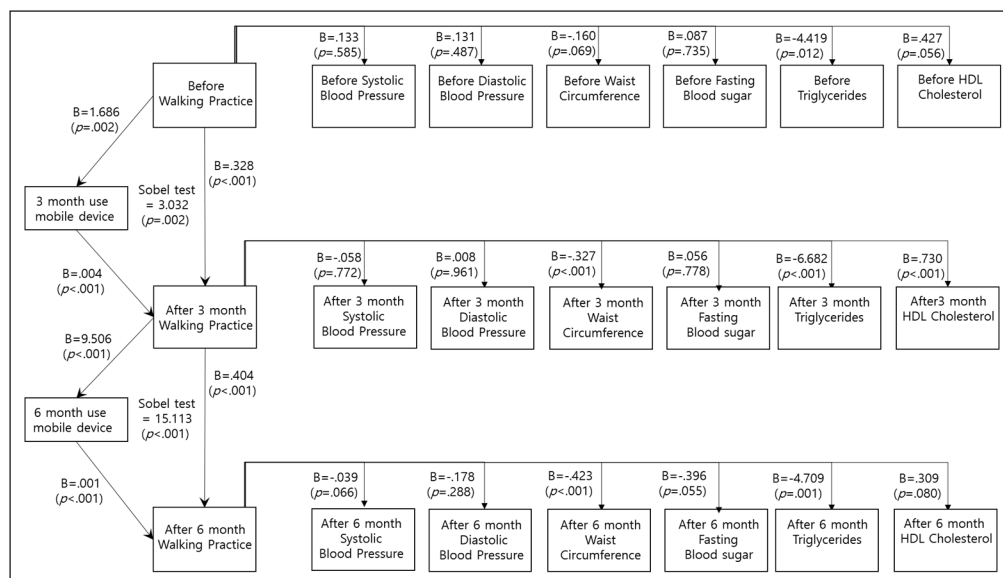 B=.133
(p=.585)
B=.131
(p=.487)
B=-.160
(p=.069)
B=.087
(p=.735)
B=-4.419
(p=.012)
B=.427
(p=.056)
Before
Walking Practice
Before Systolic
Blood Pressure
Before Diastolic
Blood Pressure
Before Waist
Circumference
Before Fasting
Blood sugar
Before
Triglycerides
Before HDL
Cholesterol
B=1.686
(p=.002)
B=.328
(p<.001)
Sobel test
= 3.032
(p=.002)
3 month use
mobile device
B=-.058
(p=.772)
B=.008
(p=.961)
B=-.327
(p<.001)
B=.056
(p=.778)
B=-6.682
(p<.001)
B=.730
(p<.001)
B=.004
(p<.001)
After 3 month
Walking Practice
After 3 month
Systolic
Blood Pressure
After 3 month
Diastolic
Blood Pressure
After 3 month
Waist
Circumference
After 3 month
Fasting
Blood sugar
After 3 month
Triglycerides
After3 month
HDL Cholesterol
B=9.506
(p<.001)
B=.404
(p<.001)
Sobel test
= 15.113
(p<.001)
6 month use
mobile device
B=-.039
(p=.066)
B=-.178
(p=.288)
B=-.423
(p<.001)
B=-.396
(p=.055)
B=-4.709
(p=.001)
B=.309
(p=.080)
B=.001
(p<.001)
After 6 month
Walking Practice
After 6 month
Systolic
Blood Pressure
After 6 month
Diastolic
Blood Pressure
After 6 month
Waist
Circumference
After 6 month
Fasting
Blood sugar
After 6 month
Triglycerides
After 6 month
HDL Cholesterol